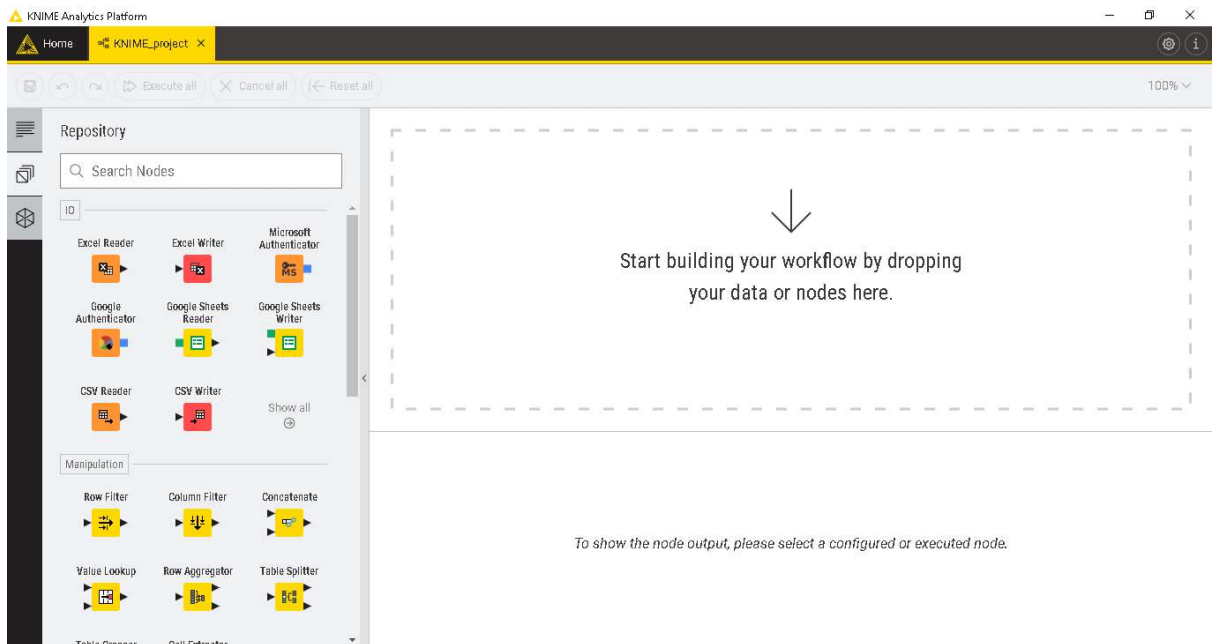 KNIME Analytics Platform
Home
KNIME_project
Execute all
Cancel all
Reset all
100%
Repository
Search Nodes
IO
Excel Reader
Excel Writer
Microsoft
Authenticator
MS
Google
Authenticator
Google Sheets
Reader
Google Sheets
Writer
CSV Reader
CSV Writer
Show all
Manipulation
Row Filter
Column Filter
Concatenate
Value Lookup
Row Aggregator
Table Splitter
Start building your workflow by dropping
your data or nodes here.
To show the node output, please select a configured or executed node.